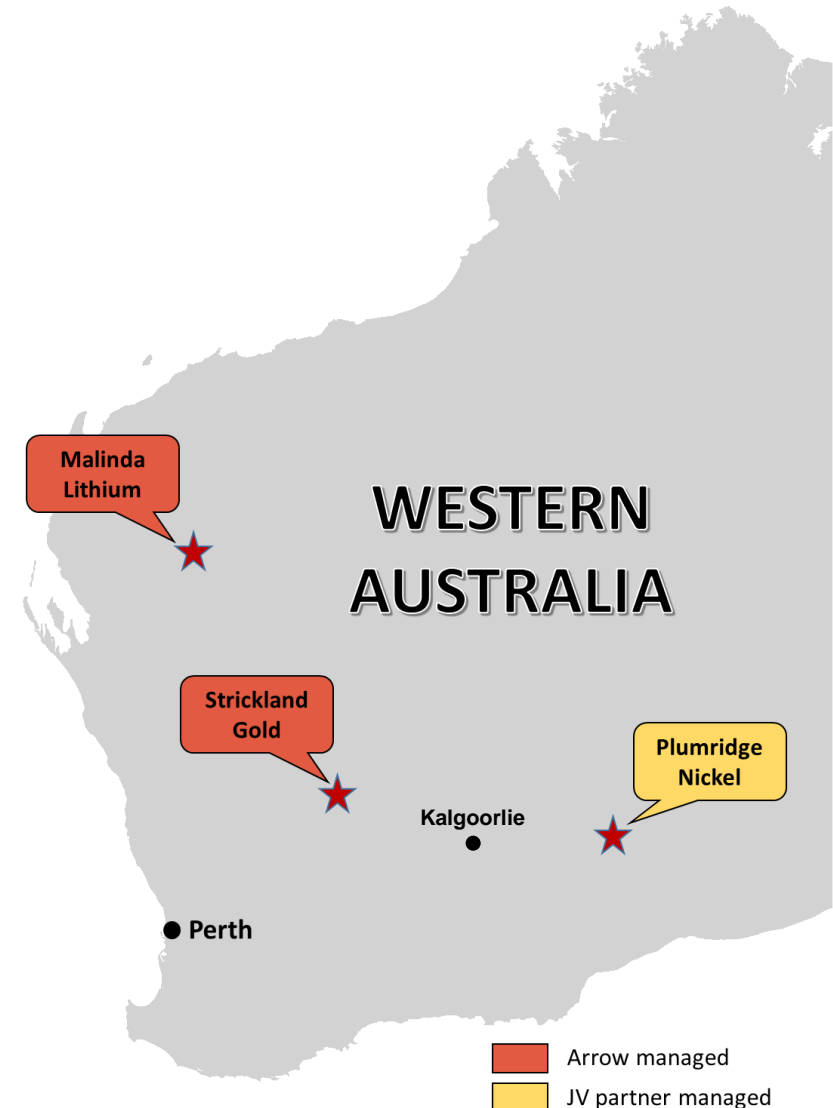 Malinda
Lithium
WESTERN
AUSTRALIA
Strickland
Gold
Plumridge
Nickel
Kalgoorlie
Perth
Arrow managed
JV partner managed